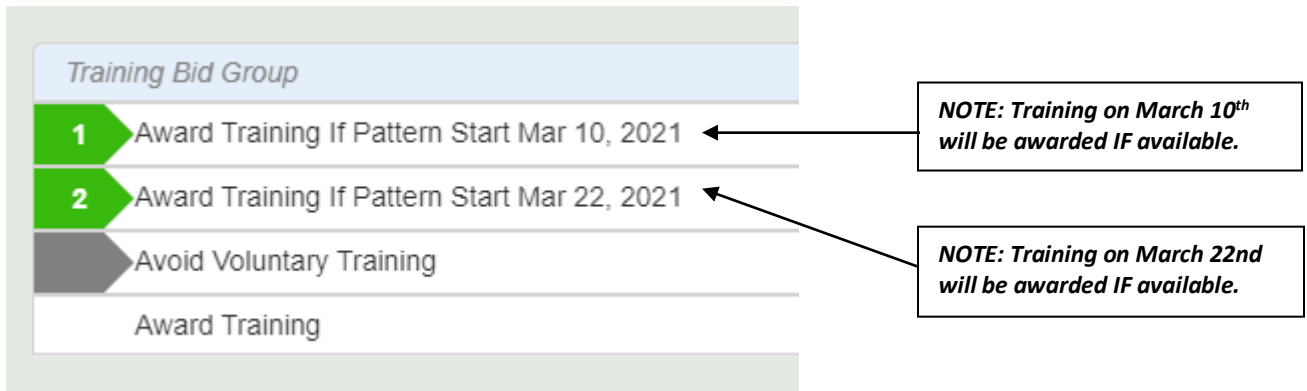 Training Bid Group
1 Award Training If Pattern Start Mar 10, 2021
2 Award Training If Pattern Start Mar 22, 2021
Avoid Voluntary Training
Award Training
NOTE: Training on March 10th
will be awarded IF available.
NOTE: Training on March 22nd
will be awarded IF available.